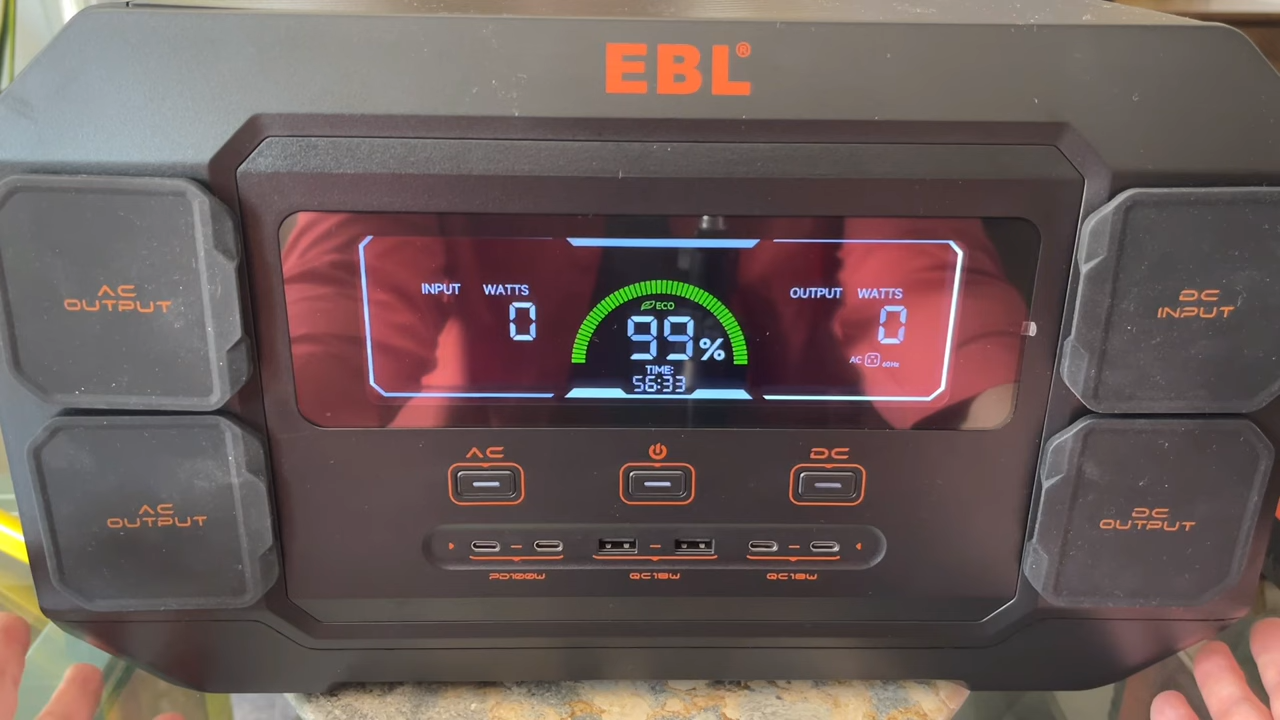 EBL®
AC OUTPUT
INPUT WATTS
0
ECO
99%
TIME:
56:33
OUTPUT WATTS
0
AC 60Hz
DC INPUT
AC
DC
AC OUTPUT
DC OUTPUT
PD100W
QC18W
QC18W